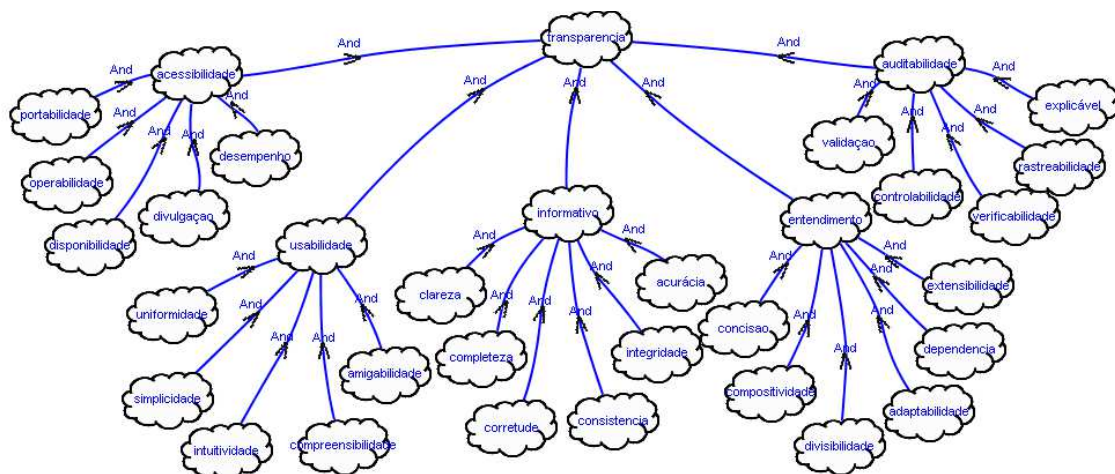 transparencia
And
And
acessibilidade
auditabilidade
And
And
And
And
And
portabilidade
And
And
And
desempenho
operabilidade
disponibilidade
divulgaçao
And
And
And
And
And
explicável
validaçao
rastreabilidade
controlabilidade
verificabilidade
usabilidade
And
And
And
And
And
uniformidade
simplicidade
intuitividade
compreensibilidade
amigabilidade
informativo
And
And
And
And
And
And
clareza
acurácia
completeza
integridade
corretude
consistencia
entendimento
And
And
And
And
And
And
extensibilidade
concisao
dependencia
compositividade
adaptabilidade
divisibilidade